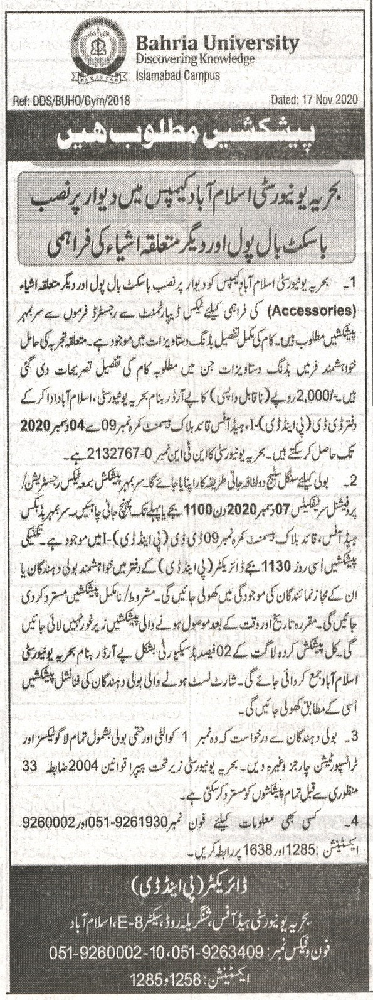 BAHRIA UNIVERSITY
PAKISTAN
Bahria University
Discovering Knowledge
Islamabad Campus
Ref: DDS/BUHO/Gym/2018 Dated: 17 Nov 2020
پیشکشیں مطلوب ہیں
بحریہ یونیورسٹی اسلام آباد کیمپس میں دیوار پر نصب
باسکٹ بال پول اور دیگر متعلقہ اشیاء کی فراہمی
1۔ بحریہ یونیورسٹی اسلام آباد کیمپس کو دیوار پر نصب باسکٹ بال پول اور دیگر متعلقہ اشیاء
(Accessories) کی فراہمی کیلئے ٹیکس ڈیپارٹمنٹ سے رجسٹرڈ فرموں سے سربمہر
پیشکشیں مطلوب ہیں۔ کام کی مکمل تفصیل بڈنگ دستاویزات میں موجود ہے۔ متعلقہ تجربہ کی حامل
خواہشمند فرمیں بڈنگ دستاویزات جن میں مطلوبہ کام کی تفصیل تصریحات دی گئی
ہیں۔ -/2,000 روپے (ناقابل واپسی) کا پے آرڈر بنام بحریہ یونیورسٹی، اسلام آباد ادا کر کے
دفتر ڈی ڈی (پی اینڈ ڈی)-I، ہیڈ آفس قائد بلاک بیسمنٹ کمرہ نمبر 09 سے 04 دسمبر 2020
تک حاصل کر سکتے ہیں۔ بحریہ یونیورسٹی کا این ٹی این نمبر 0-2132767 ہے۔
2۔ بولی کیلئے سنگل سٹیج دو لفافہ جاتی طریقہ کار اپنایا جائے گا۔ سربمہر پیشکش بمعہ ٹیکس رجسٹریشن/
پروفیشنل سرٹیفکیٹس 07 دسمبر 2020 دن 1100 بجے یا پہلے تک پہنچ جانی چاہئیں۔ سربمہر بڈ بکس
ہیڈ آفس، قائد بلاک بیسمنٹ کمرہ نمبر 09 ڈی ڈی (پی اینڈ ڈی)-I میں موجود ہے۔ تکنیکی
پیشکشیں اُسی روز 1130 بجے ڈائریکٹر (پی اینڈ ڈی) کے دفتر میں خواہشمند بولی دہندگان یا
ان کے مجاز نمائندگان کی موجودگی میں کھولی جائیں گی۔ مشروط/ نامکمل پیشکشیں مسترد کر دی
جائیں گی۔ مقررہ تاریخ اور وقت کے بعد موصول ہونے والی پیشکشیں زیر غور نہیں لائی جائیں
گی۔ کل پیشکش کردہ لاگت کے 02 فیصد بڈ سیکیورٹی بشکل پے آرڈر بنام بحریہ یونیورسٹی
اسلام آباد جمع کروائی جائے گی۔ شارٹ لسٹ ہونے والی بولی دہندگان کی فنانشل پیشکشیں
اُسی کے مطابق کھولی جائیں گی۔
3۔ بولی دہندگان سے درخواست کہ وہ نمبر 1 کوالٹی اور حتمی بولی بشمول تمام لاگو ٹیکسز اور
ٹرانسپورٹیشن چارجز وغیرہ دیں۔ بحریہ یونیورسٹی زیر تحت پیپرا قوانین 2004 ضابطہ 33
منظوری سے قبل تمام پیشکشوں کو مسترد کر سکتی ہے۔
4۔ کسی بھی معلومات کیلئے فون نمبر 051-9261930 اور 9260002
ایکسٹینشن :1285 اور 1638 پر رابطہ کریں۔
ڈائریکٹر (پی اینڈ ڈی)
بحریہ یونیورسٹی ہیڈ آفس، شنگریلہ روڈ، سیکٹر E-8، اسلام آباد
فون و فیکس نمبر: 051-9263409، 051-9260002-10
ایکسٹینشن: 1258 و 1285